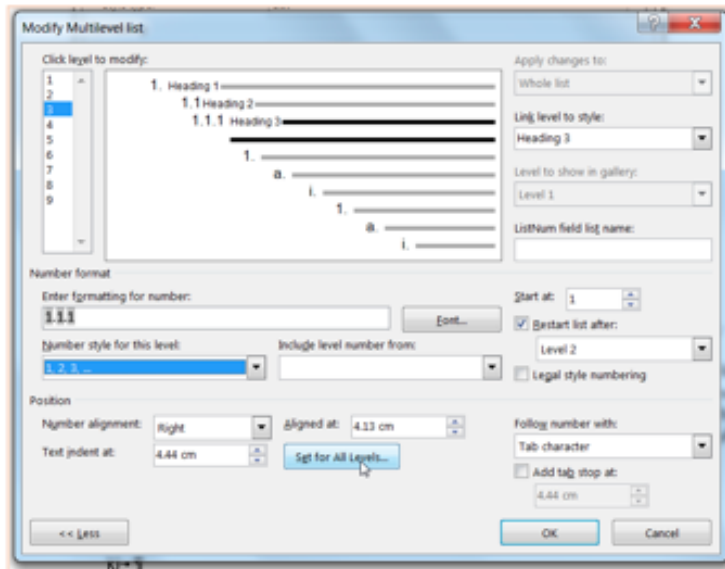 Modify Multilevel list
Click level to modify:
1
2
3
4
5
6
7
8
9
1. Heading 1
1.1 Heading 2
1.1.1 Heading 3
1.
a.
i.
1.
a.
i.
Apply changes to:
Whole list
Link level to style:
Heading 3
Level to show in gallery:
Level 1
ListNum field list name:
Number format
Enter formatting for number:
1.1.1
Font...
Number style for this level:
1, 2, 3, ...
Include level number from:
Start at: 1
Restart list after:
Level 2
Legal style numbering
Position
Number alignment: Right
Aligned at: 4.13 cm
Text indent at: 4.44 cm
Set for All Levels...
Follow number with:
Tab character
Add tab stop at:
4.44 cm
<< Less
OK
Cancel